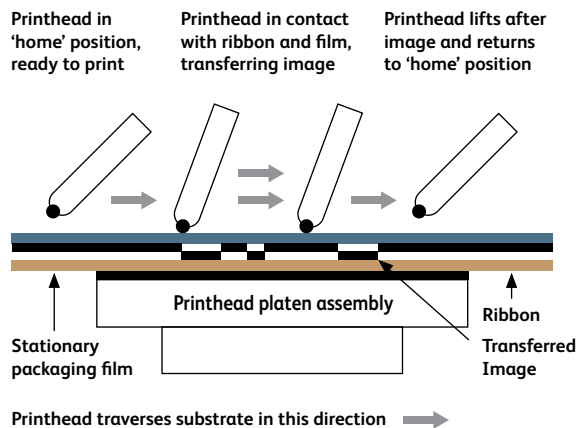 Printhead in
‘home’ position,
ready to print
Printhead in contact
with ribbon and film,
transferring image
Printhead lifts after
image and returns
to ‘home’ position
Printhead platen assembly
Ribbon
Stationary
packaging film
Transferred
Image
Printhead traverses substrate in this direction